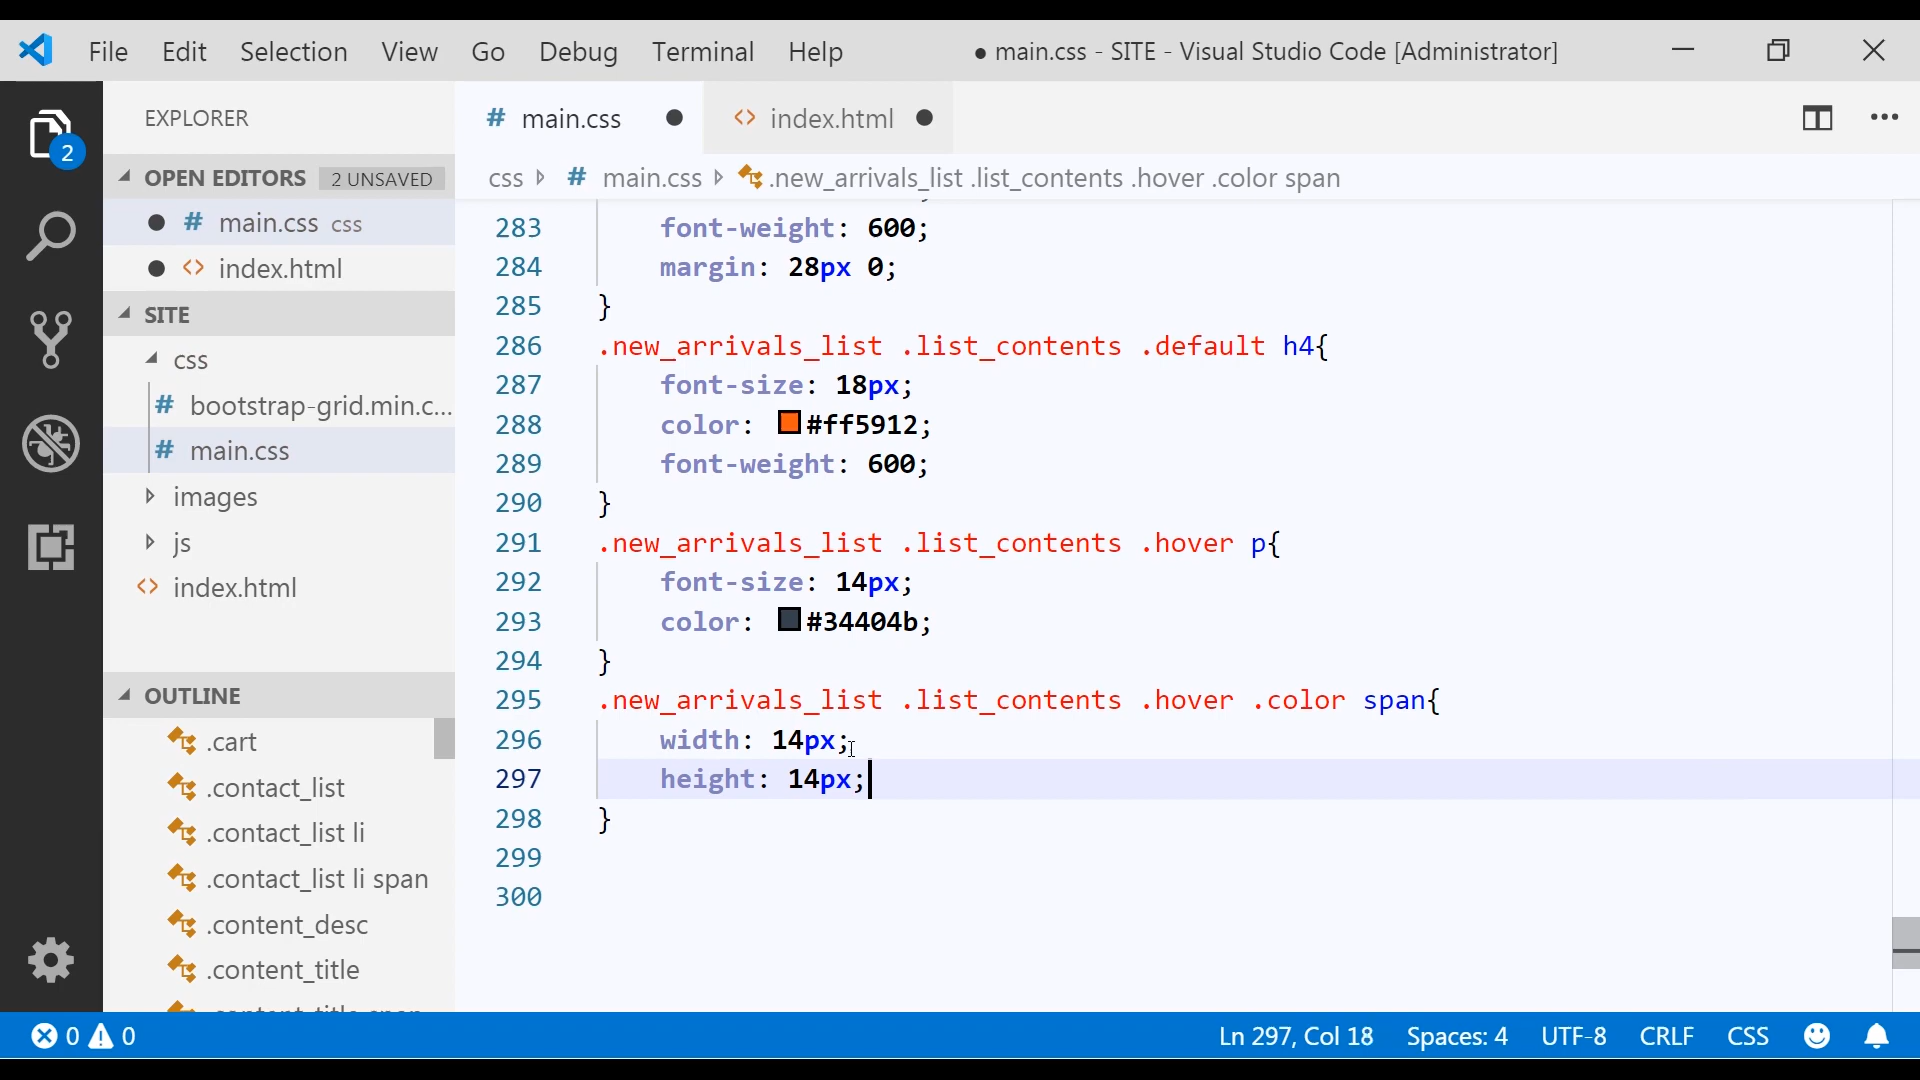 File Edit Selection View Go Debug Terminal Help ● main.css - SITE - Visual Studio Code [Administrator]
EXPLORER
# main.css ●
<> index.html ●
2
OPEN EDITORS 2 UNSAVED
● # main.css css
● <> index.html
SITE
css
# bootstrap-grid.min.c...
# main.css
images
js
<> index.html
OUTLINE
.cart
.contact_list
.contact_list li
.contact_list li span
.content_desc
.content_title
css # main.css .new_arrivals_list .list_contents .hover .color span
283 font-weight: 600;
284 margin: 28px 0;
285 }
286 .new_arrivals_list .list_contents .default h4{
287 font-size: 18px;
288 color: #ff5912;
289 font-weight: 600;
290 }
291 .new_arrivals_list .list_contents .hover p{
292 font-size: 14px;
293 color: #34404b;
294 }
295 .new_arrivals_list .list_contents .hover .color span{
296 width: 14px;
297 height: 14px;
298 }
299
300
0 0 Ln 297, Col 18 Spaces: 4 UTF-8 CRLF CSS